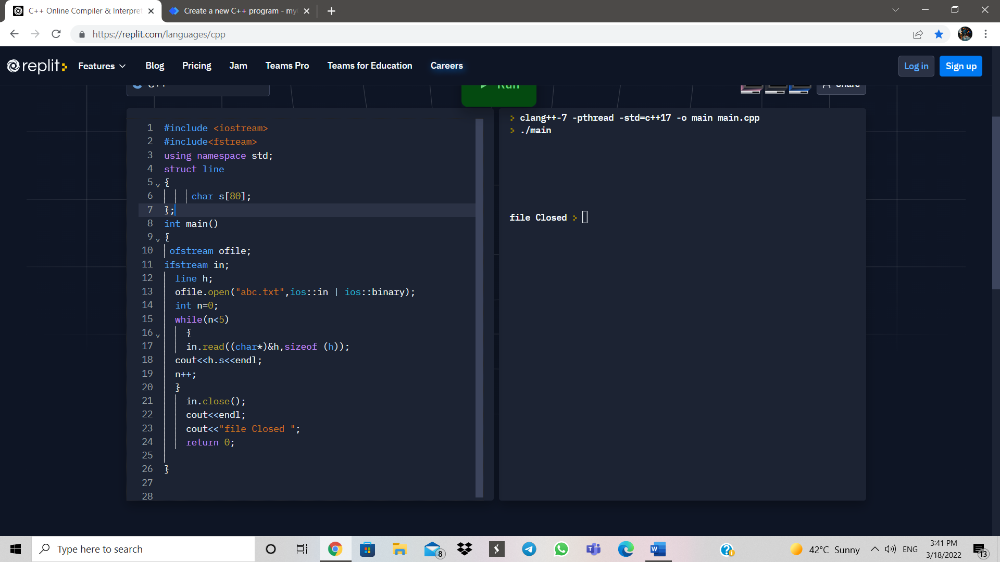 C++ Online Compiler & Interpret
Create a new C++ program - my
https://replit.com/languages/cpp
replit
Features
Blog
Pricing
Jam
Teams Pro
Teams for Education
Careers
Log in
Sign up
C++
Run
Share
1 #include <iostream>
2 #include<fstream>
3 using namespace std;
4 struct line
5 {
6 char s[80];
7 };
8 int main()
9 {
10 ofstream ofile;
11 ifstream in;
12 line h;
13 ofile.open("abc.txt",ios::in | ios::binary);
14 int n=0;
15 while(n<5)
16 {
17 in.read((char*)&h,sizeof (h));
18 cout<<h.s<<endl;
19 n++;
20 }
21 in.close();
22 cout<<endl;
23 cout<<"file Closed ";
24 return 0;
25
26 }
27
28
> clang++-7 -pthread -std=c++17 -o main main.cpp
> ./main
file Closed >
Type here to search
8
42°C Sunny
ENG
3:41 PM
3/18/2022
13